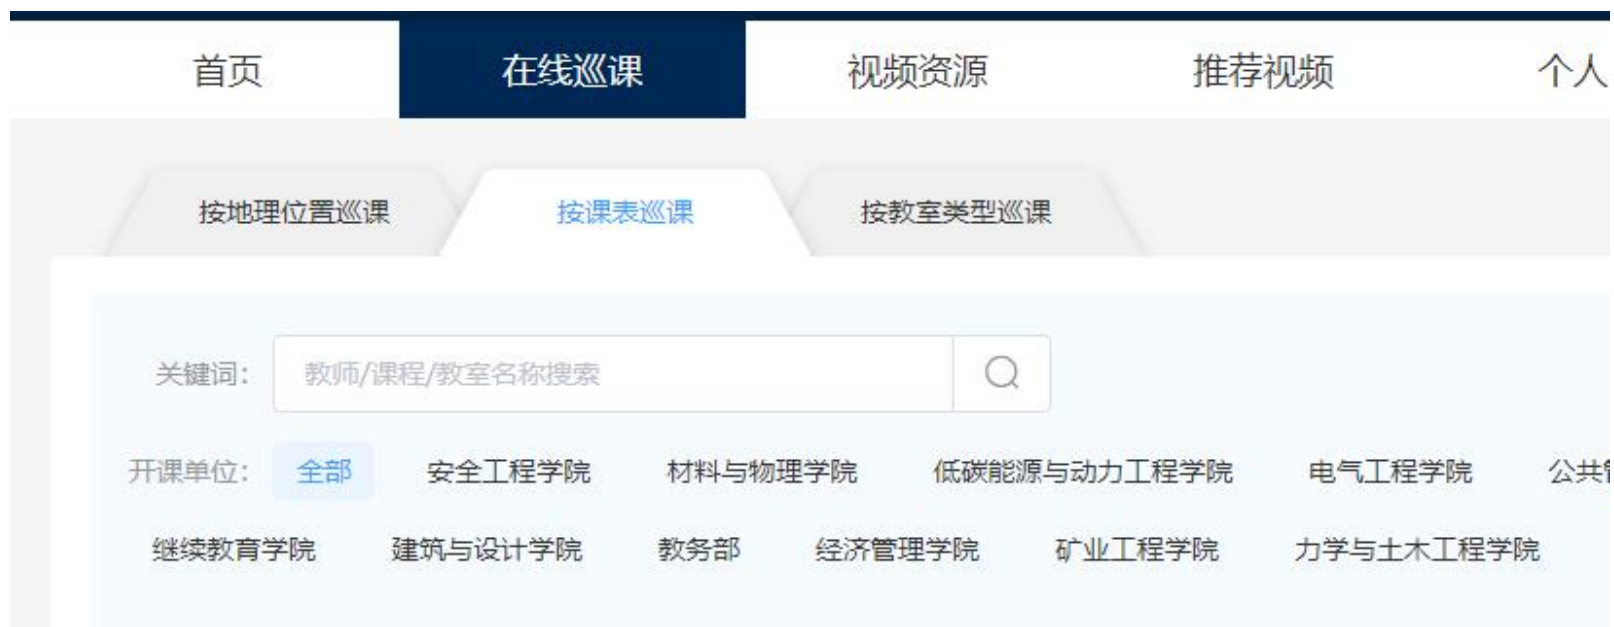 首页 在线巡课 视频资源 推荐视频 个人
按地理位置巡课 按课表巡课 按教室类型巡课
关键词： 教师/课程/教室名称搜索
开课单位： 全部 安全工程学院 材料与物理学院 低碳能源与动力工程学院 电气工程学院 公共
继续教育学院 建筑与设计学院 教务部 经济管理学院 矿业工程学院 力学与土木工程学院